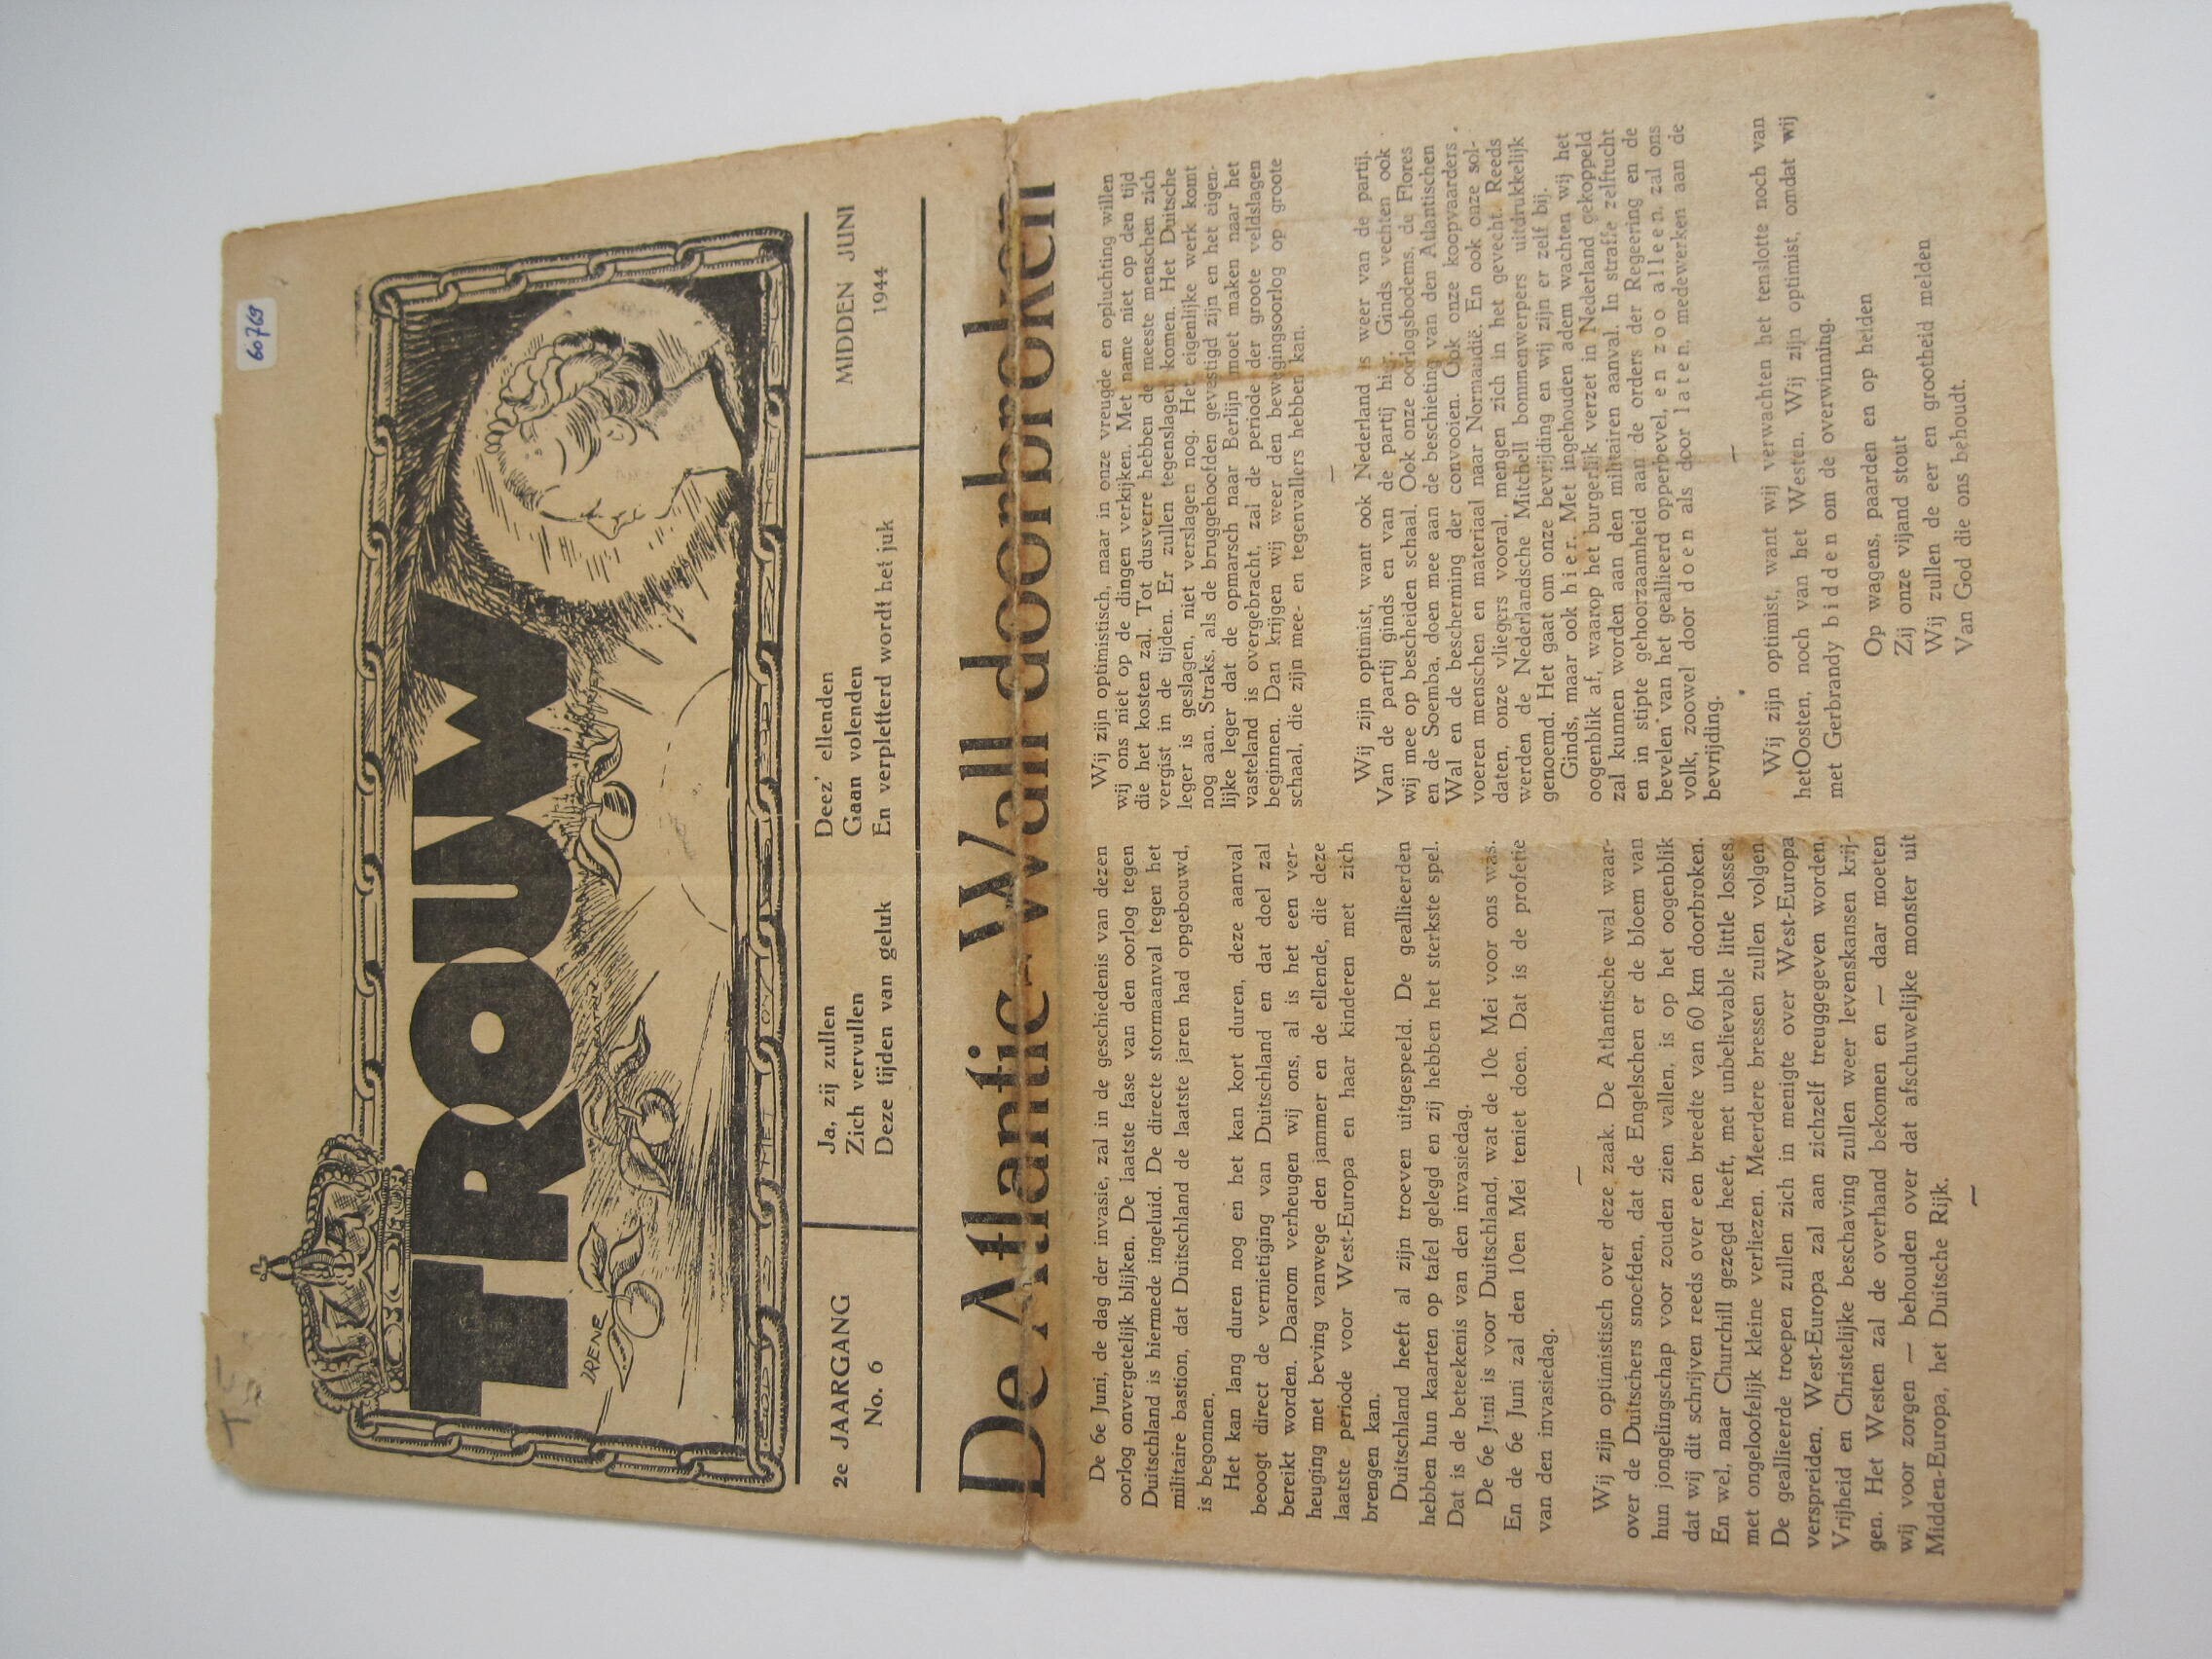 60769
TROUW
IRENE
2e JAARGANG
No. 6
Ja, zij zullen
Zich vervullen
Deze tijden van geluk
Deez' ellenden
Gaan volenden
En verpletterd wordt het juk
MIDDEN JUNI
1944
De Atlantic-Wall doorbroken
De 6e Juni, de dag der invasie, zal in de geschiedenis van dezen
oorlog onvergetelijk blijken. De laatste fase van den oorlog tegen
Duitschland is hiermede ingeluid. De directe stormaanval tegen het
militaire bastion, dat Duitschland de laatste jaren had opgebouwd,
is begonnen.
Het kan lang duren nog en het kan kort duren, deze aanval
beoogt direct de vernietiging van Duitschland en dat doel zal
bereikt worden. Daarom verheugen wij ons, al is het een ver-
heuging met beving vanwege den jammer en de ellende, die deze
laatste periode voor West-Europa en haar kinderen met zich
brengen kan.
Duitschland heeft al zijn troeven uitgespeeld. De geallieerden
hebben hun kaarten op tafel gelegd en zij hebben het sterkste spel.
Dat is de beteekenis van den invasiedag.
De 6e Juni is voor Duitschland, wat de 10e Mei voor ons was.
En de 6e Juni zal den 10en Mei teniet doen. Dat is de profetie
van den invasiedag.
—
Wij zijn optimistisch over deze zaak. De Atlantische wal waar-
over de Duitschers snoefden, dat de Engelschen er de bloem van
hun jongelingschap voor zouden zien vallen, is op het oogenblik
dat wij dit schrijven reeds over een breedte van 60 km doorbroken.
En wel, naar Churchill gezegd heeft, met unbelievable little losses,
met ongeloofelijk kleine verliezen. Meerdere bressen zullen volgen.
De geallieerde troepen zullen zich in menigte over West-Europa
verspreiden. West-Europa zal aan zichzelf treuggegeven worden,
Vrijheid en Christelijke beschaving zullen weer levenskansen krij-
gen. Het Westen zal de overhand bekomen en — daar moeten
wij voor zorgen — behouden over dat afschuwelijke monster uit
Midden-Europa, het Duitsche Rijk.
—
Wij zijn optimistisch, maar in onze vreugde en opluchting willen
wij ons niet op de dingen verkijken. Met name niet op den tijd
die het kosten zal. Tot dusverre hebben de meeste menschen zich
vergist in de tijden. Er zullen tegenslagen komen. Het Duitsche
leger is geslagen, niet verslagen nog. Het eigenlijke werk komt
nog aan. Straks, als de bruggehoofden gevestigd zijn en het eigen-
lijke leger dat de opmarsch naar Berlijn moet maken naar het
vasteland is overgebracht, zal de periode der groote veldslagen
beginnen. Dan krijgen wij weer den bewegingsoorlog op groote
schaal, die zijn mee- en tegenvallers hebben kan.
—
Wij zijn optimist, want ook Nederland is weer van de partij.
Van de partij ginds en van de partij hier. Ginds vechten ook
wij mee op bescheiden schaal. Ook onze oorlogsbodems, de Flores
en de Soemba, doen mee aan de beschieting van den Atlantischen
Wal en de bescherming der convooien. Ook onze koopvaarders
voeren menschen en materiaal naar Normandië. En ook onze sol-
daten, onze vliegers vooral, mengen zich in het gevecht. Reeds
werden de Nederlandsche Mitchell bommenwerpers uitdrukkelijk
genoemd. Het gaat om onze bevrijding en wij zijn er zelf bij.
Ginds, maar ook hier. Met ingehouden adem wachten wij het
oogenblik af, waarop het burgerlijk verzet in Nederland gekoppeld
zal kunnen worden aan den militairen aanval. In straffe zelftucht
en in stipte gehoorzaamheid aan de orders der Regeering en de
bevelen van het geallieerd opperbevel, en zoo alleen, zal ons
volk, zoowel door doen als door laten, medewerken aan de
bevrijding.
—
Wij zijn optimist, want wij verwachten het tenslotte noch van
hetOosten, noch van het Westen. Wij zijn optimist, omdat wij
met Gerbrandy bidden om de overwinning.
Op wagens, paarden en op helden
Zij onze vijand stout
Wij zullen de eer en grootheid melden
Van God die ons behoudt.